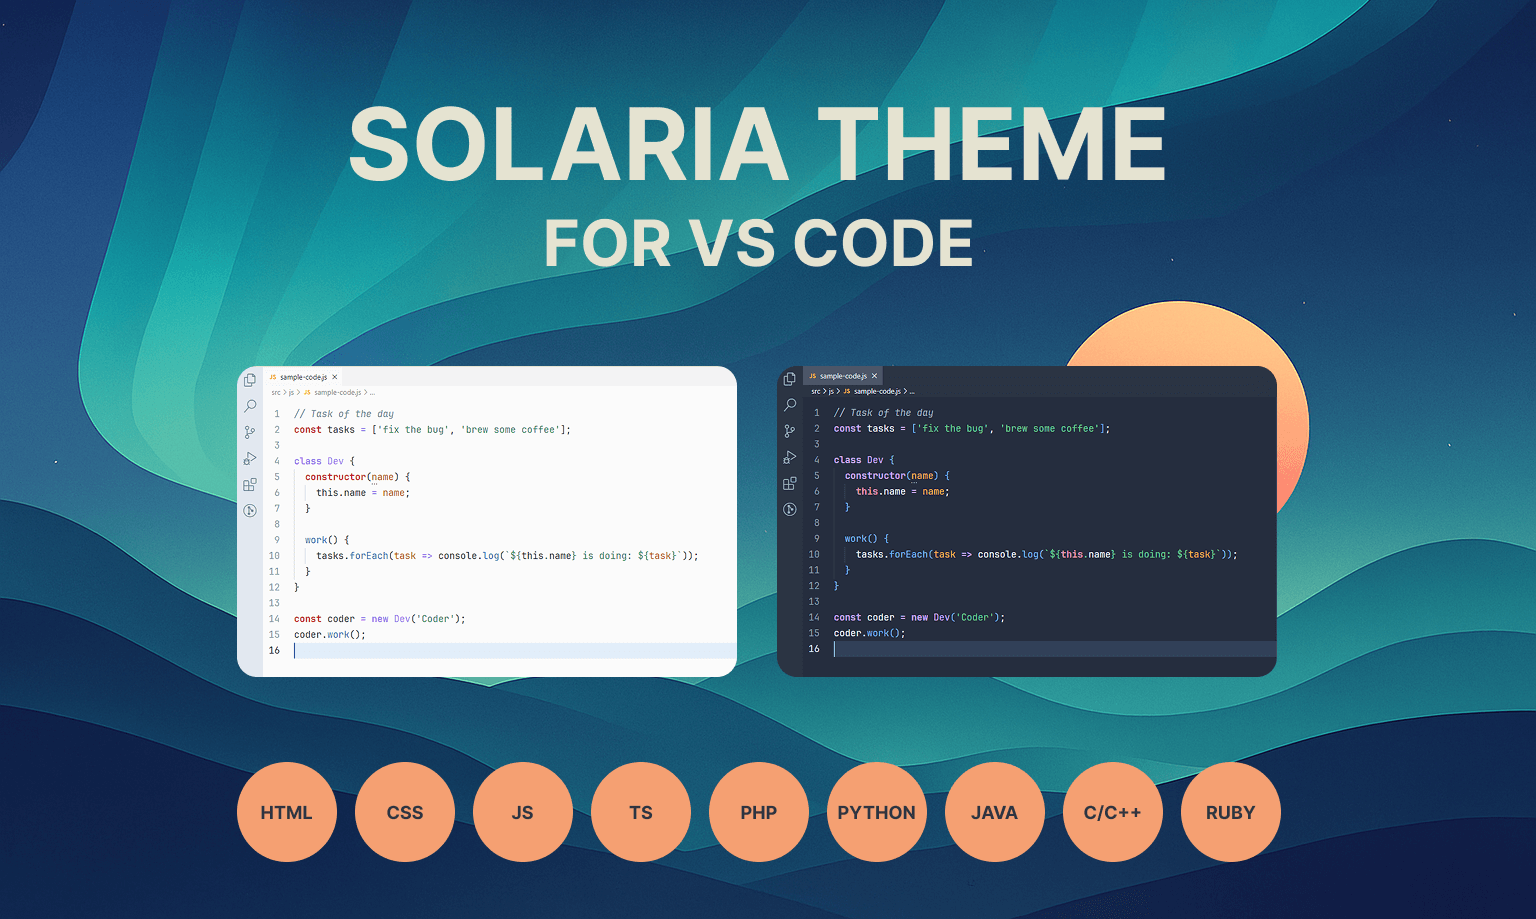 SOLARIA THEME
FOR VS CODE
JS sample-code.js ×
src > js > JS sample-code.js > ...
1 // Task of the day
2 const tasks = ['fix the bug', 'brew some coffee'];
3
4 class Dev {
5 constructor(name) {
6 this.name = name;
7 }
8
9 work() {
10 tasks.forEach(task => console.log(`${this.name} is doing: ${task}`));
11 }
12 }
13
14 const coder = new Dev('Coder');
15 coder.work();
16
JS sample-code.js ×
src > js > JS sample-code.js > ...
1 // Task of the day
2 const tasks = ['fix the bug', 'brew some coffee'];
3
4 class Dev {
5 constructor(name) {
6 this.name = name;
7 }
8
9 work() {
10 tasks.forEach(task => console.log(`${this.name} is doing: ${task}`));
11 }
12 }
13
14 const coder = new Dev('Coder');
15 coder.work();
16
HTML
CSS
JS
TS
PHP
PYTHON
JAVA
C/C++
RUBY